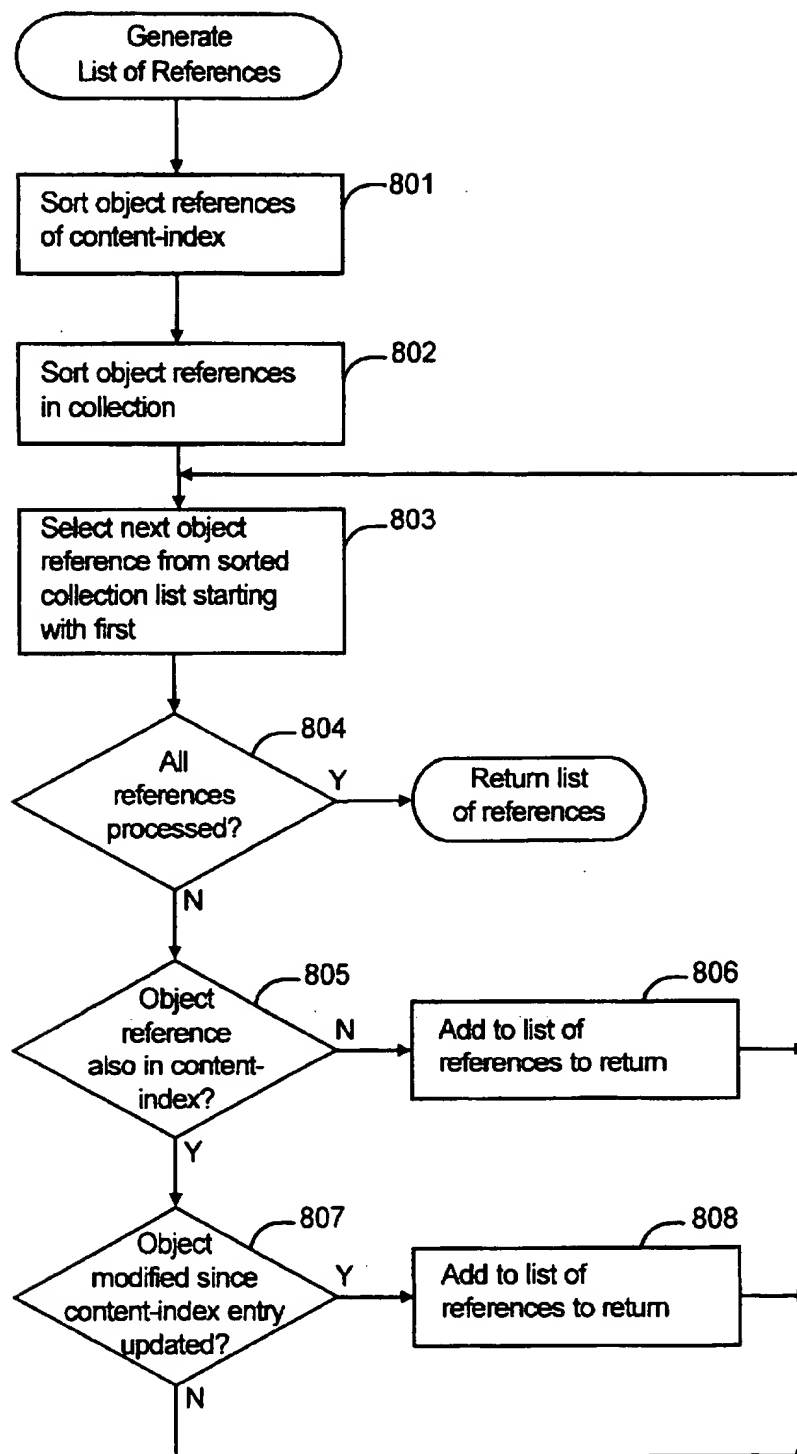 Generate
List of References
801
Sort object references
of content-index
802
Sort object references
in collection
803
Select next object
reference from sorted
collection list starting
with first
804
All
references
processed?
Y
Return list
of references
N
805
Object
reference
also in content-
index?
N
806
Add to list of
references to return
Y
807
Object
modified since
content-index entry
updated?
Y
808
Add to list of
references to return
N